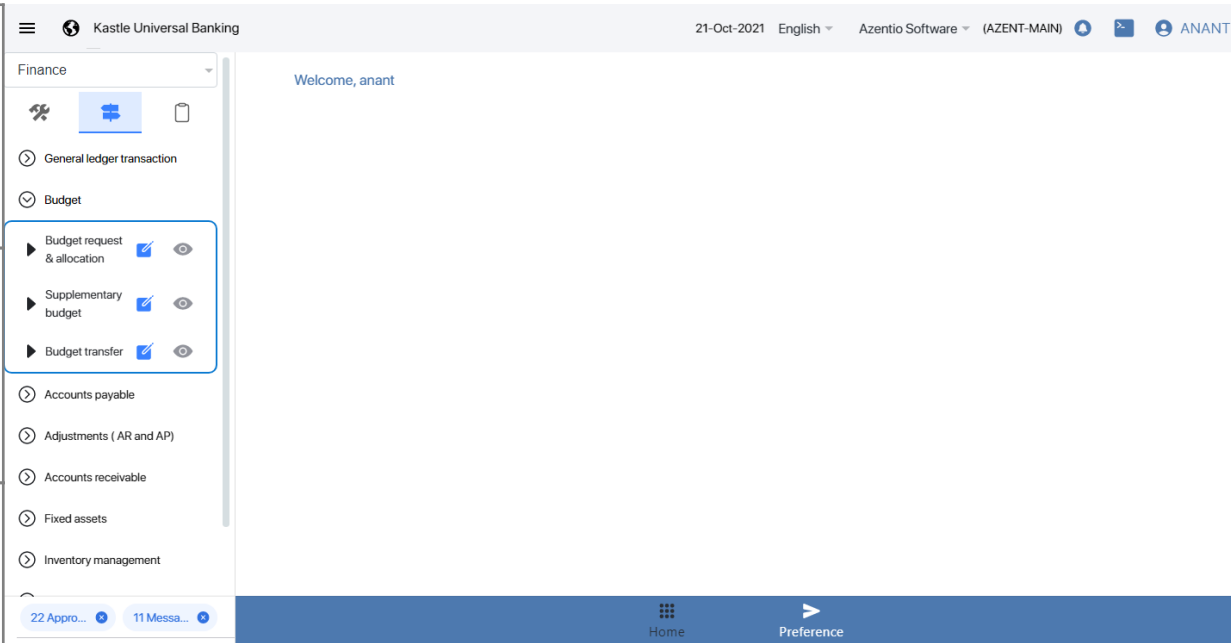 Kastle Universal Banking
21-Oct-2021 English Azentio Software (AZENT-MAIN) ANANT
Finance
Welcome, anant
General ledger transaction
Budget
Budget request
& allocation
Supplementary
budget
Budget transfer
Accounts payable
Adjustments ( AR and AP)
Accounts receivable
Fixed assets
Inventory management
22 Appro... 11 Messa...
Home Preference